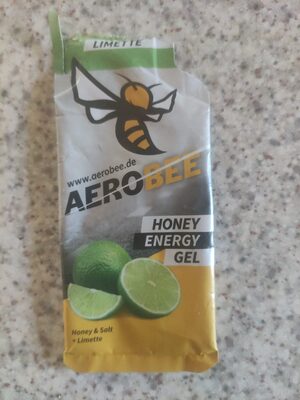 LIMETTE
www.aerobee.de
AEROBEE
HONEY
ENERGY
GEL
Honey & Salt
+ Limette